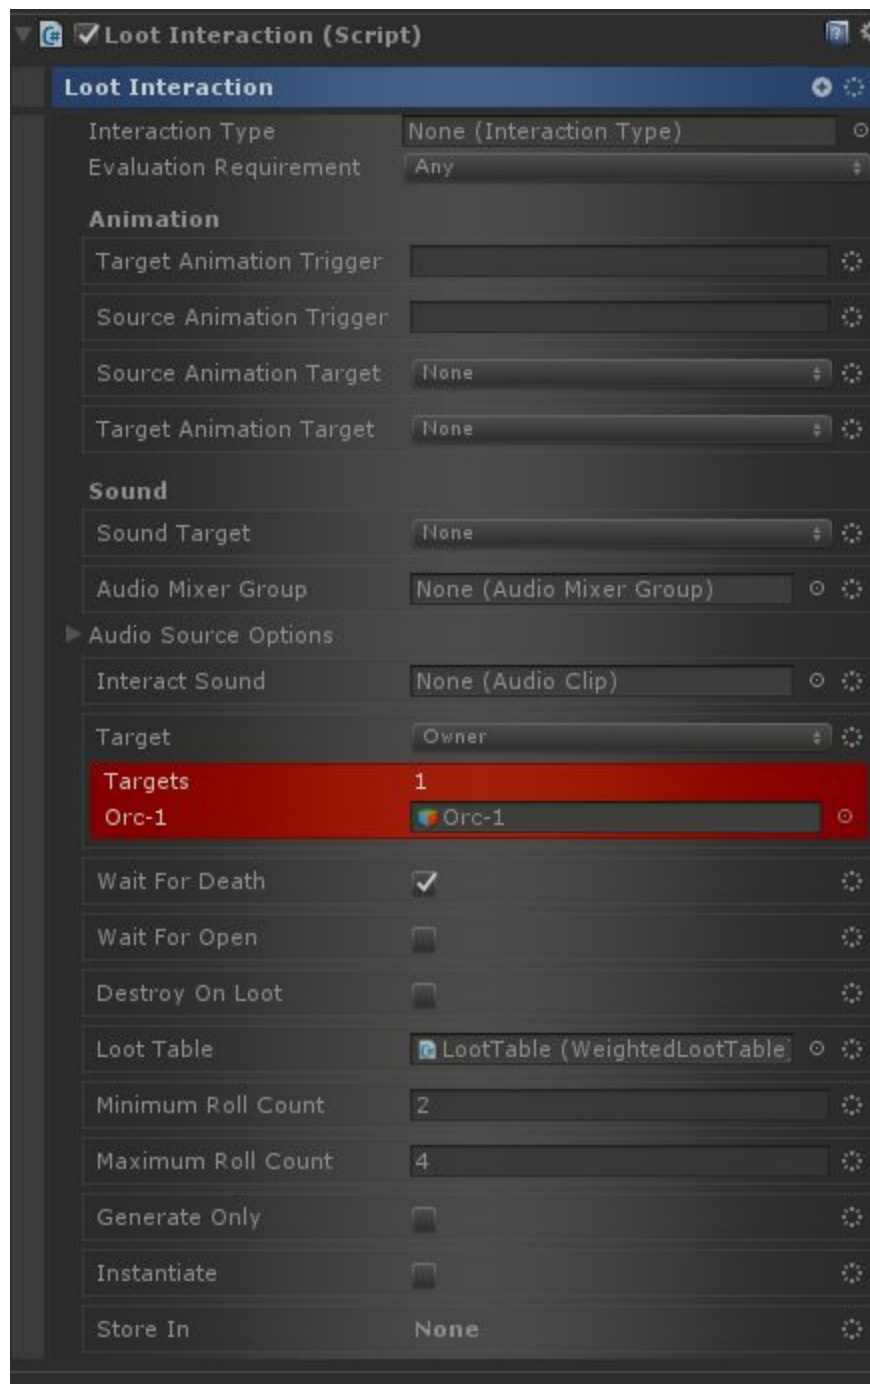 Loot Interaction (Script)
Loot Interaction
Interaction Type None (Interaction Type)
Evaluation Requirement Any
Animation
Target Animation Trigger
Source Animation Trigger
Source Animation Target None
Target Animation Target None
Sound
Sound Target None
Audio Mixer Group None (Audio Mixer Group)
Audio Source Options
Interact Sound None (Audio Clip)
Target Owner
Targets 1
Orc-1 Orc-1
Wait For Death
Wait For Open
Destroy On Loot
Loot Table LootTable (WeightedLootTable)
Minimum Roll Count 2
Maximum Roll Count 4
Generate Only
Instantiate
Store In None